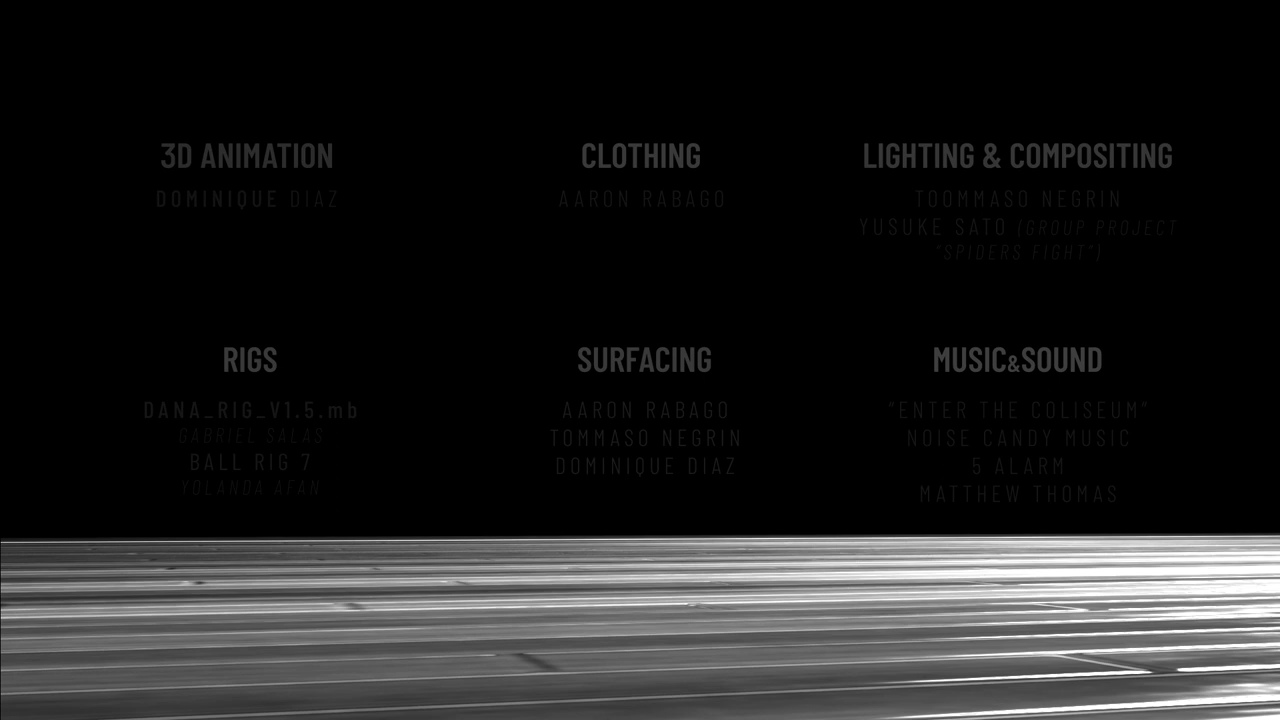 3D ANIMATION
DOMINIQUE DIAZ
CLOTHING
AARON RABAGO
LIGHTING & COMPOSITING
TOOMMASO NEGRIN
YUSUKE SATO (GROUP PROJECT
"SPIDERS FIGHT")
RIGS
DANA_RIG_V1.5.mb
GABRIEL SALAS
BALL RIG 7
YOLANDA AFAN
SURFACING
AARON RABAGO
TOMMASO NEGRIN
DOMINIQUE DIAZ
MUSIC&SOUND
"ENTER THE COLISEUM"
NOISE CANDY MUSIC
5 ALARM
MATTHEW THOMAS